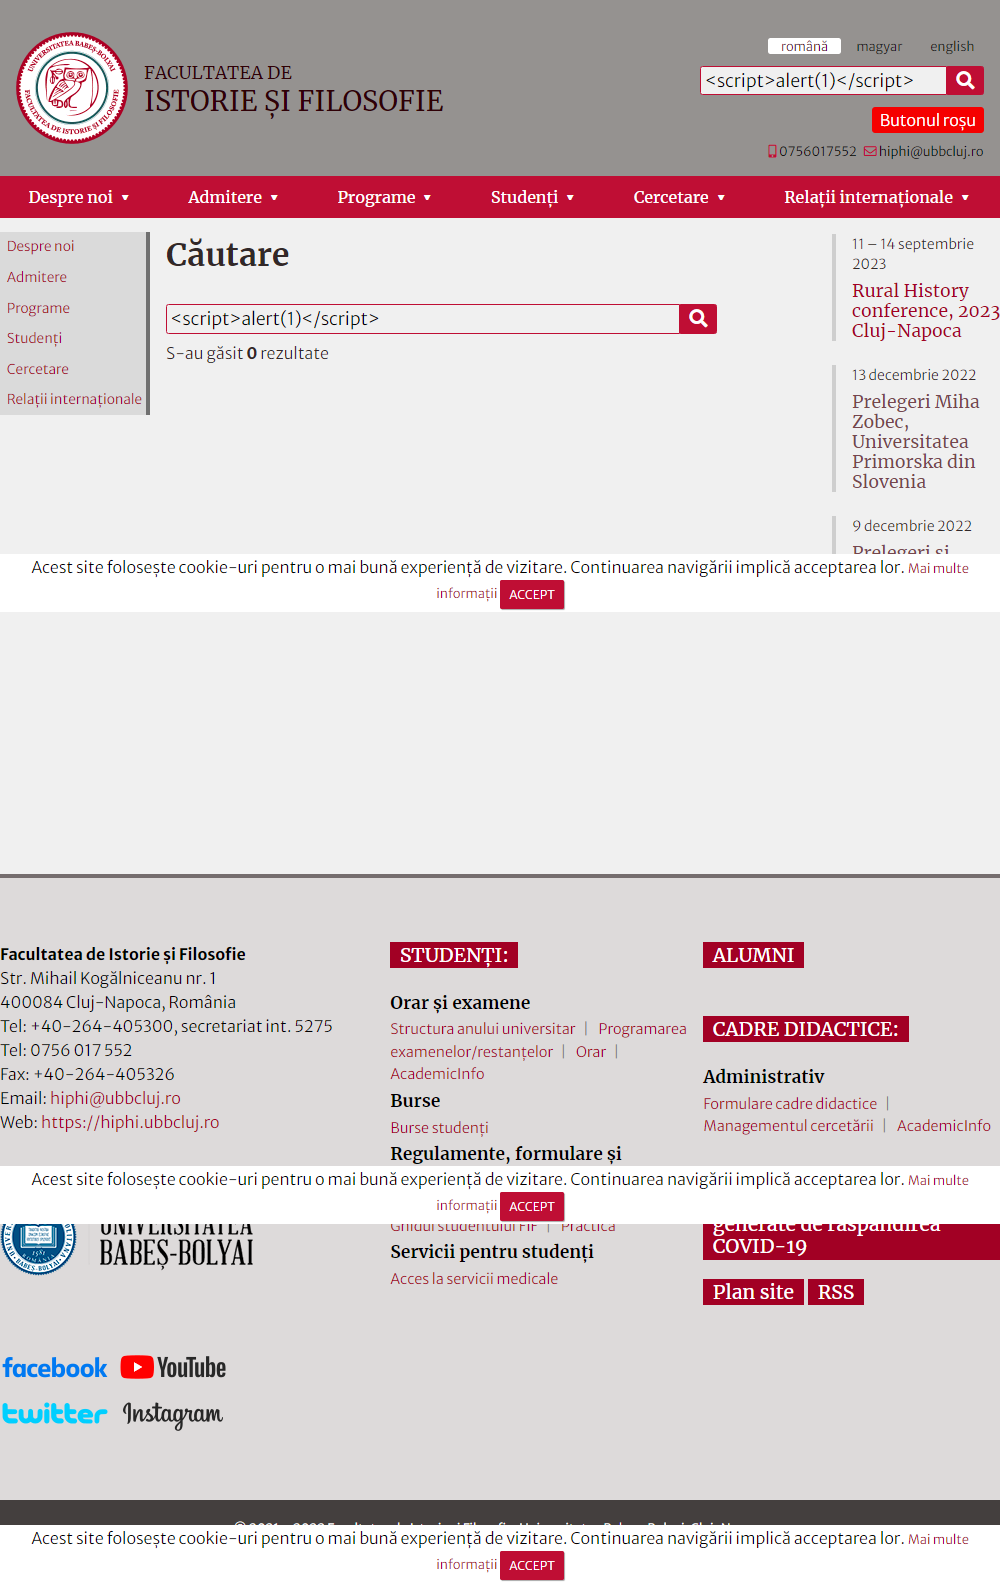 UNIVERSITATEA BABEȘ-BOLYAI
FACULTATEA DE ISTORIE ȘI FILOSOFIE
FACULTATEA DE
ISTORIE ȘI FILOSOFIE
română magyar english
<script>alert(1)</script>
Butonul roșu
0756017552 hiphi@ubbcluj.ro
Despre noi Admitere Programe Studenți Cercetare Relații internaționale
Despre noi
Admitere
Programe
Studenți
Cercetare
Relații internaționale
Căutare
<script>alert(1)</script>
S-au găsit 0 rezultate
11 – 14 septembrie
2023
Rural History
conference, 2023
Cluj-Napoca
13 decembrie 2022
Prelegeri Miha
Zobec,
Universitatea
Primorska din
Slovenia
9 decembrie 2022
Prelegeri și
Acest site folosește cookie-uri pentru o mai bună experiență de vizitare. Continuarea navigării implică acceptarea lor. Mai multe
informații ACCEPT
Facultatea de Istorie și Filosofie
Str. Mihail Kogălniceanu nr. 1
400084 Cluj-Napoca, România
Tel: +40-264-405300, secretariat int. 5275
Tel: 0756 017 552
Fax: +40-264-405326
Email: hiphi@ubbcluj.ro
Web: https://hiphi.ubbcluj.ro
STUDENȚI:
Orar și examene
Structura anului universitar | Programarea
examenelor/restanțelor | Orar |
AcademicInfo
Burse
Burse studenți
Regulamente, formulare și
ALUMNI
CADRE DIDACTICE:
Administrativ
Formulare cadre didactice |
Managementul cercetării | AcademicInfo
Acest site folosește cookie-uri pentru o mai bună experiență de vizitare. Continuarea navigării implică acceptarea lor. Mai multe
informații ACCEPT
UNIVERSITATEA
BABEȘ-BOLYAI
Ghidul studentului FIF | Practica
Servicii pentru studenți
Acces la servicii medicale
generate de răspândirea
COVID-19
Plan site RSS
facebook YouTube
twitter Instagram
Acest site folosește cookie-uri pentru o mai bună experiență de vizitare. Continuarea navigării implică acceptarea lor. Mai multe
informații ACCEPT